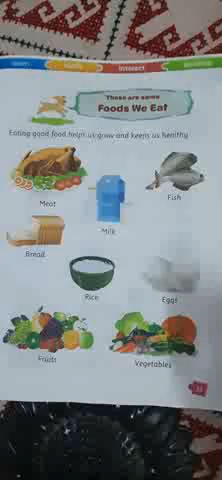 These are some
Foods We Eat
Eating good food helps us grow and keeps us healthy
Meat
Fish
Milk
Bread
Rice
Eggs
Fruits
Vegetables